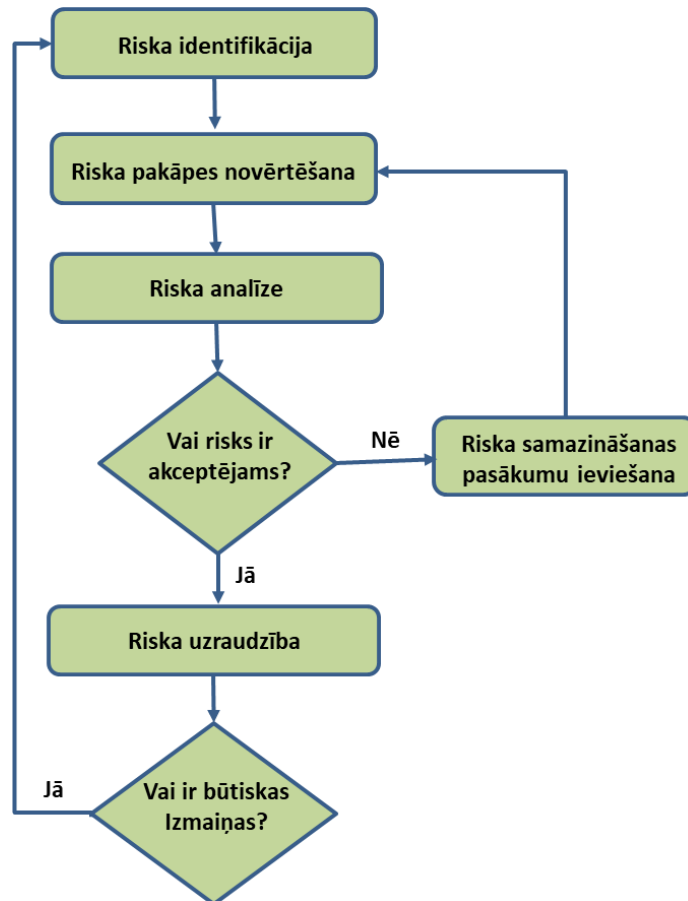 Riska identifikācija
Riska pakāpes novērtēšana
Riska analīze
Vai risks ir
akceptējams?
Nē
Riska samazināšanas
pasākumu ieviešana
Jā
Riska uzraudzība
Jā
Vai ir būtiskas
Izmaiņas?